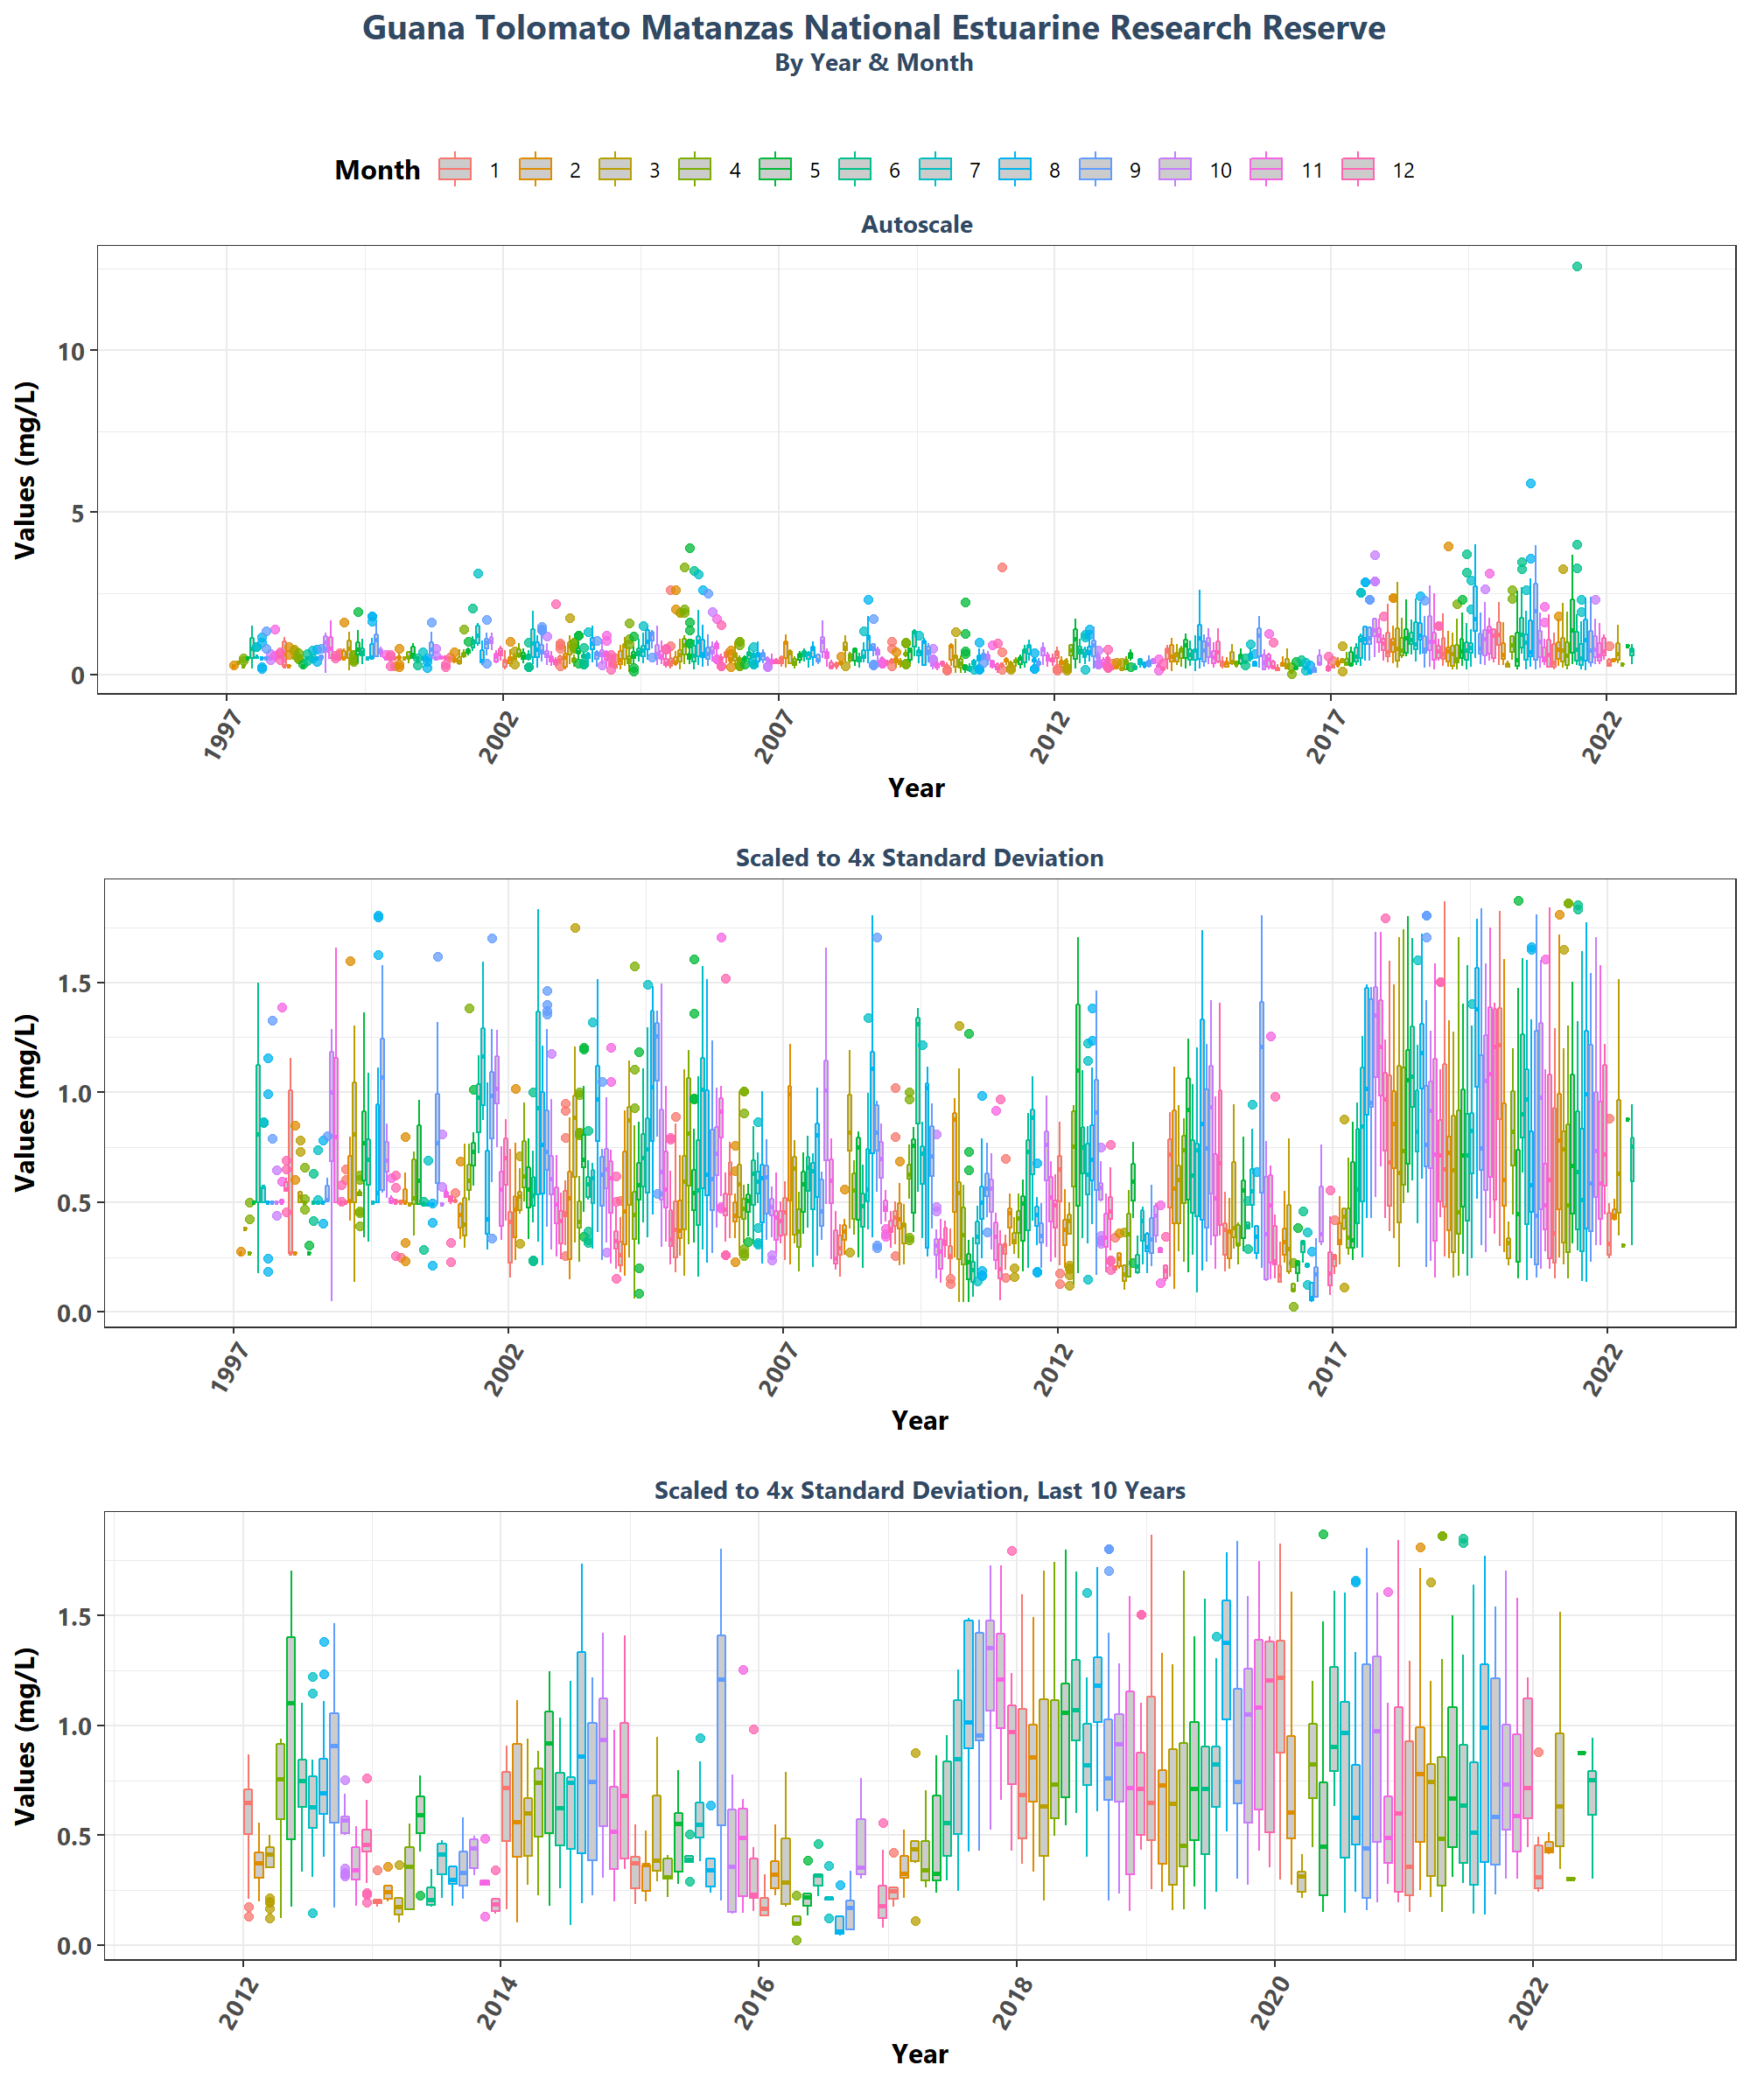 Guana Tolomato Matanzas National Estuarine Research Reserve
By Year & Month
Month 1 2 3 4 5 6 7 8 9 10 11 12
Autoscale
Values (mg/L)
10
5
0
1997 2002 2007 2012 2017 2022
Year
Scaled to 4x Standard Deviation
Values (mg/L)
1.5
1.0
0.5
0.0
1997 2002 2007 2012 2017 2022
Year
Scaled to 4x Standard Deviation, Last 10 Years
Values (mg/L)
1.5
1.0
0.5
0.0
2012 2014 2016 2018 2020 2022
Year